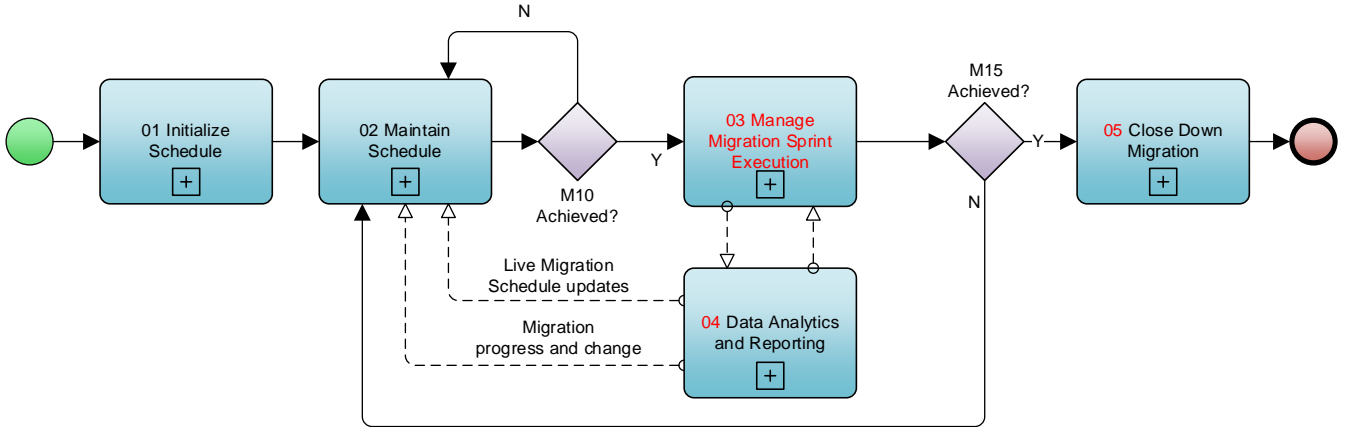 N
01 Initialize
Schedule
02 Maintain
Schedule
M10
Achieved?
Y
03 Manage
Migration Sprint
Execution
M15
Achieved?
Y
N
05 Close Down
Migration
Live Migration
Schedule updates
Migration
progress and change
04 Data Analytics
and Reporting